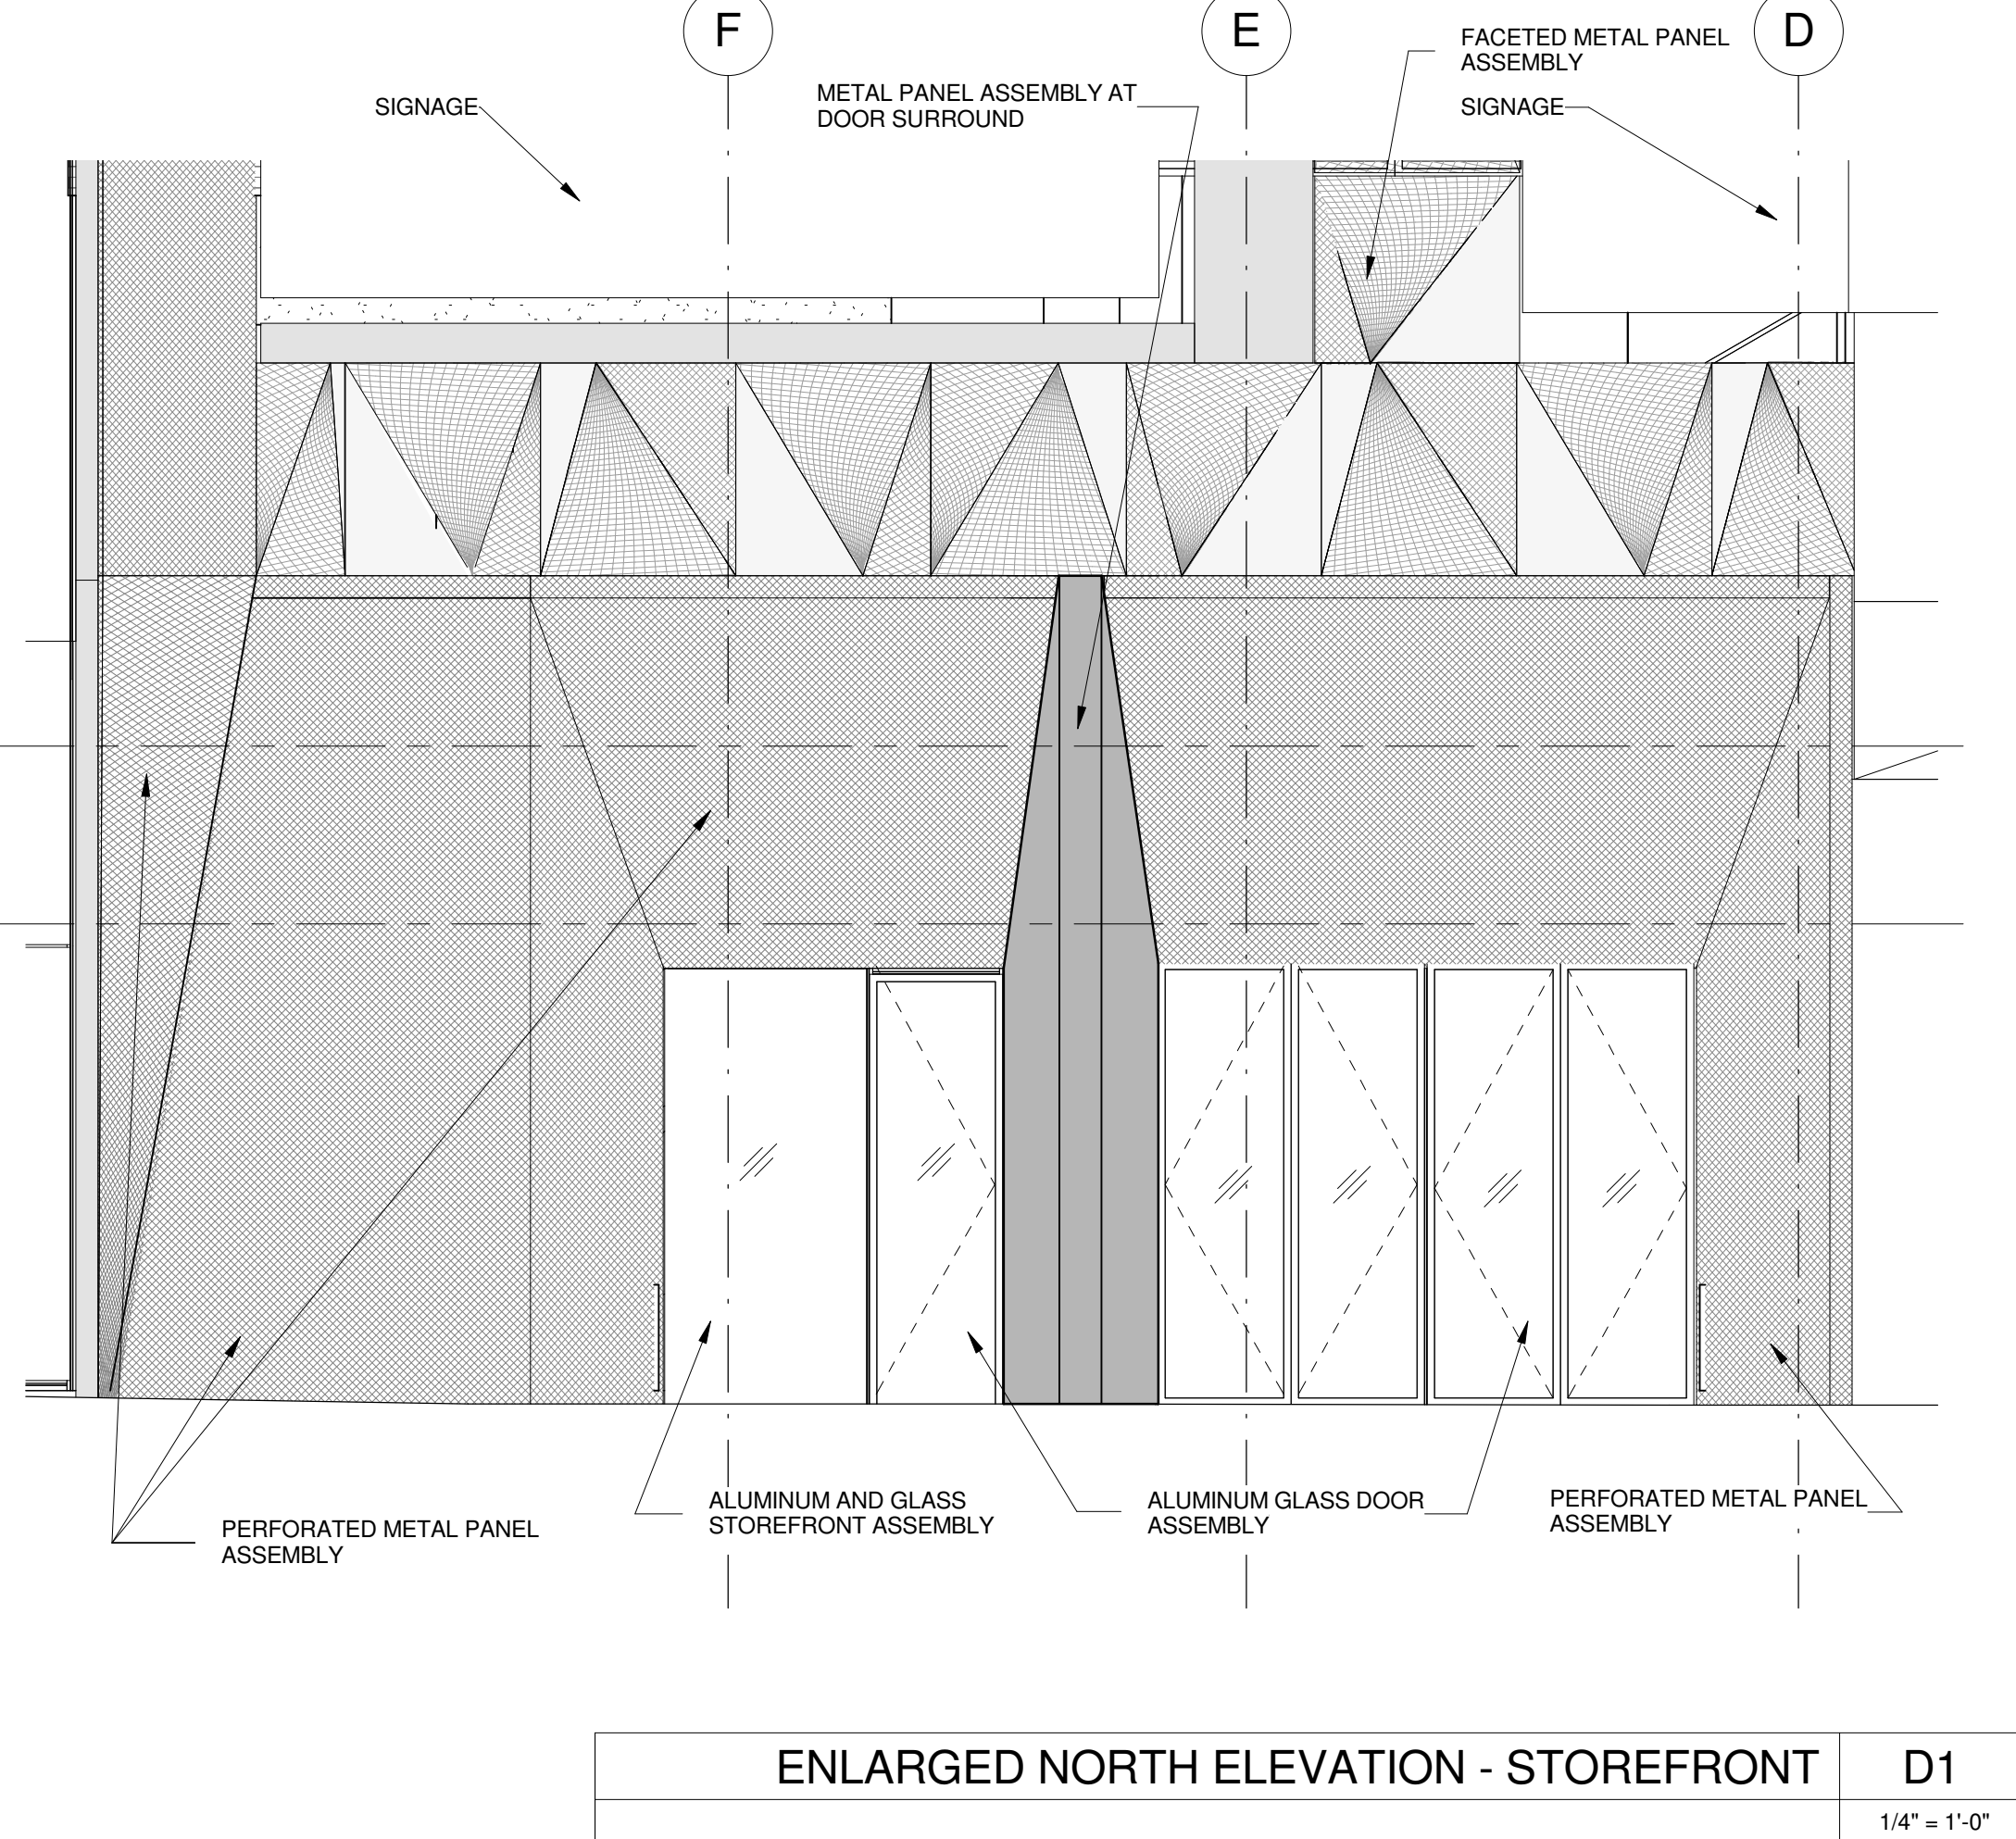 F
E
D
FACETED METAL PANEL
ASSEMBLY
SIGNAGE
METAL PANEL ASSEMBLY AT
DOOR SURROUND
SIGNAGE
PERFORATED METAL PANEL
ASSEMBLY
ALUMINUM AND GLASS
STOREFRONT ASSEMBLY
ALUMINUM GLASS DOOR
ASSEMBLY
PERFORATED METAL PANEL
ASSEMBLY
ENLARGED NORTH ELEVATION - STOREFRONT
D1
1/4" = 1'-0"